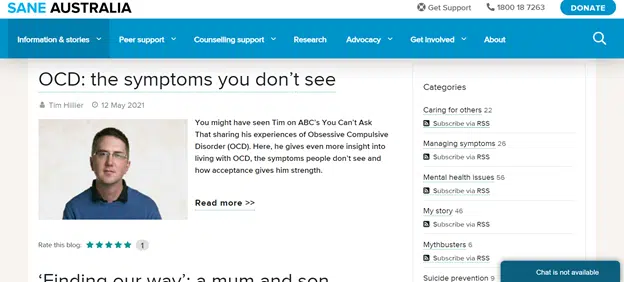 SANE AUSTRALIA
Get Support
1800 18 7263
DONATE
Information & stories
Peer support
Counselling support
Research
Advocacy
Get involved
About
OCD: the symptoms you don't see
Tim Hillier
12 May 2021
You might have seen Tim on ABC's You Can't Ask
That sharing his experiences of Obsessive Compulsive
Disorder (OCD). Here, he gives even more insight into
living with OCD, the symptoms people don't see and
how acceptance gives him strength.
Read more >>
Rate this blog:
1
'Finding our way': a mum and son
Categories
Caring for others 22
Subscribe via RSS
Managing symptoms 26
Subscribe via RSS
Mental health issues 56
Subscribe via RSS
My story 46
Subscribe via RSS
Mythbusters 6
Subscribe via RSS
Suicide prevention 9
Chat is not available